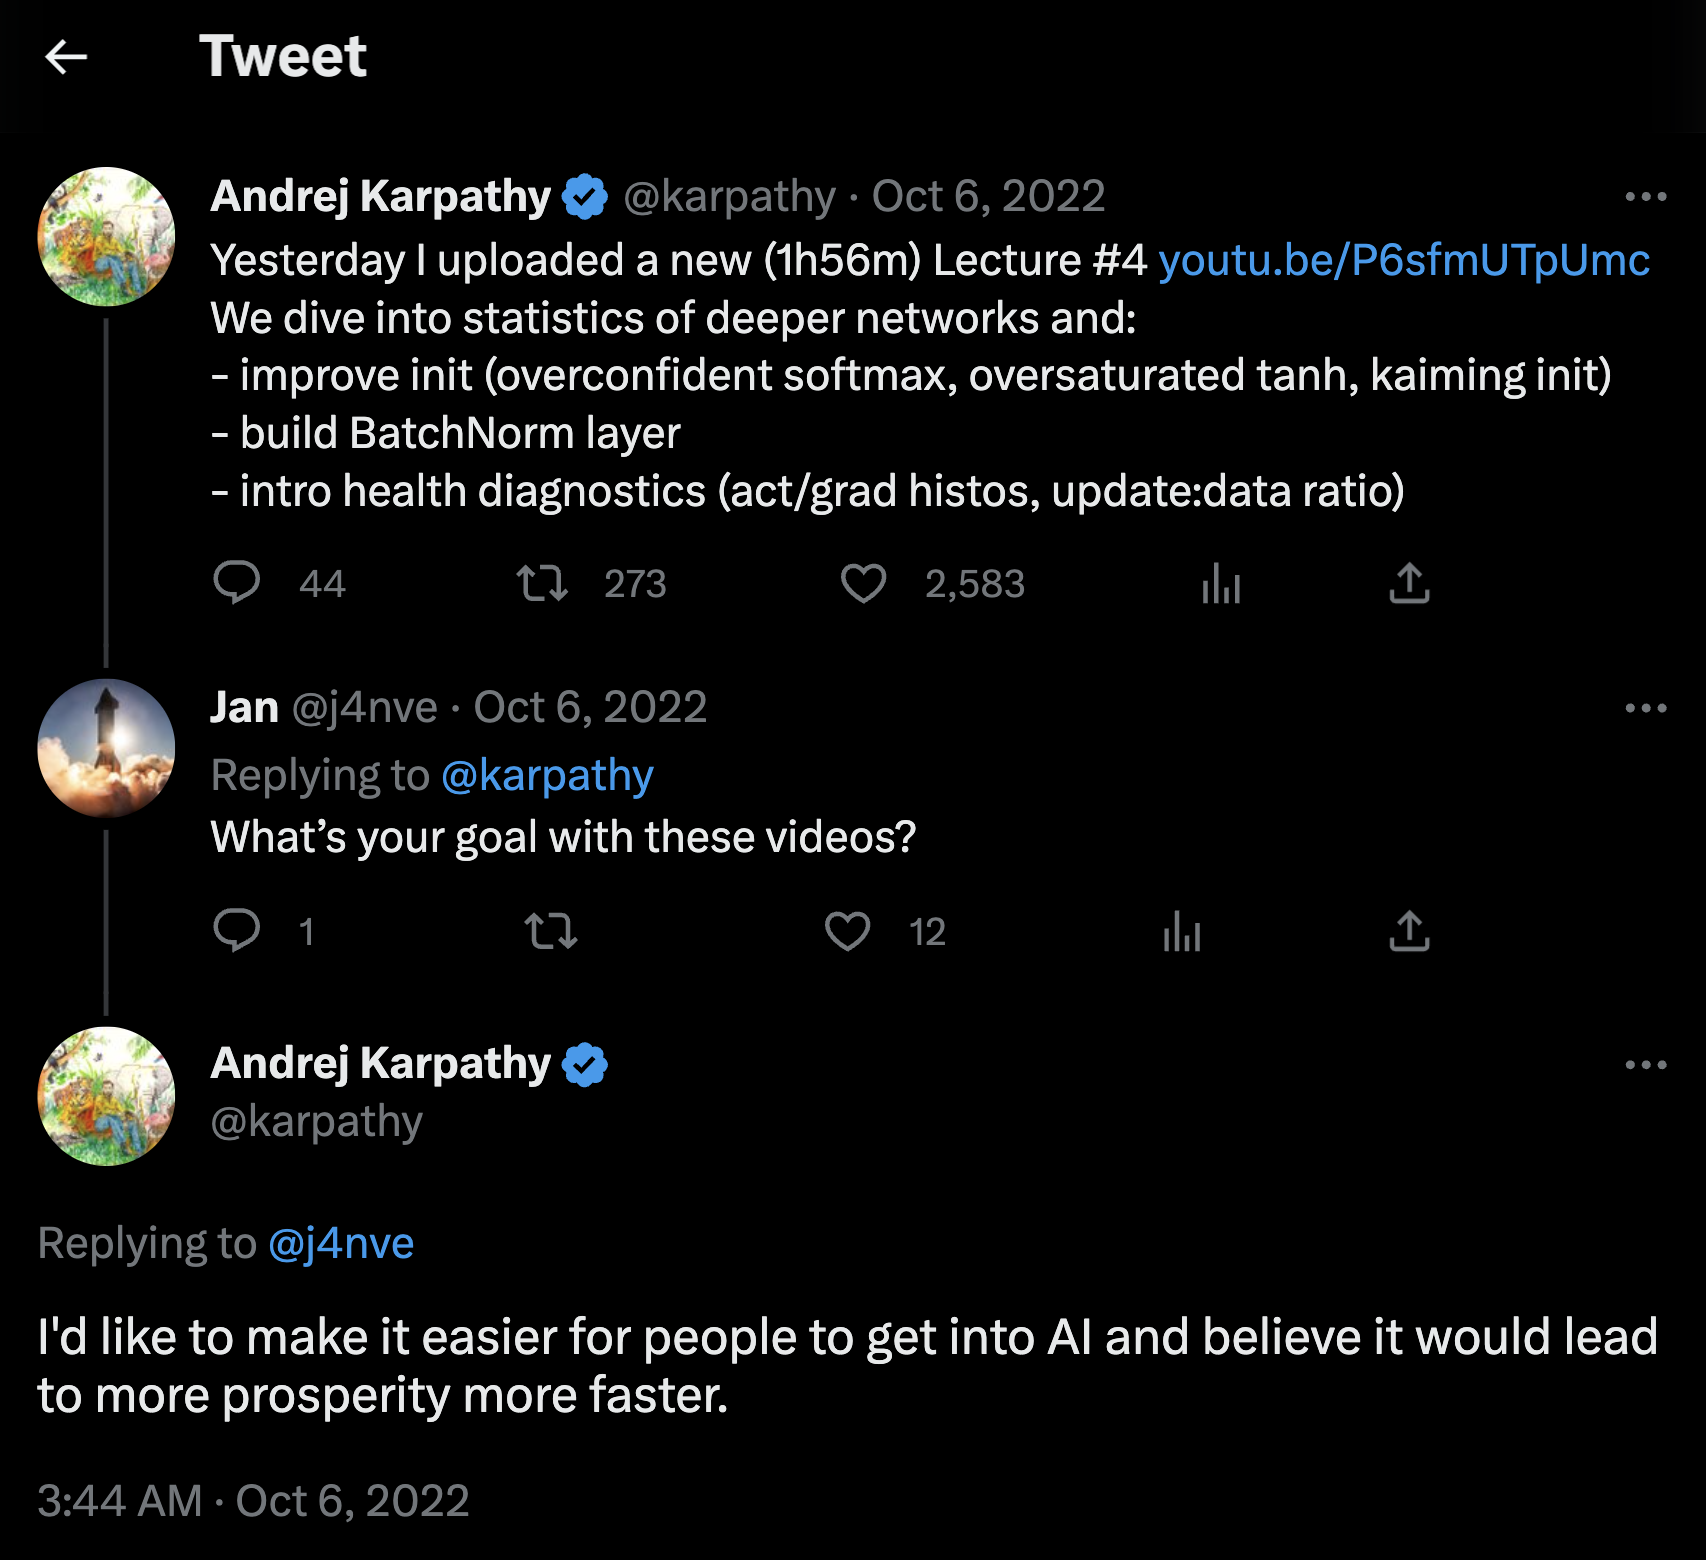 Tweet
Andrej Karpathy @karpathy · Oct 6, 2022
Yesterday I uploaded a new (1h56m) Lecture #4 youtu.be/P6sfmUTpUmc
We dive into statistics of deeper networks and:
- improve init (overconfident softmax, oversaturated tanh, kaiming init)
- build BatchNorm layer
- intro health diagnostics (act/grad histos, update:data ratio)
44 273 2,583
Jan @j4nve · Oct 6, 2022
Replying to @karpathy
What’s your goal with these videos?
1 12
Andrej Karpathy
@karpathy
Replying to @j4nve
I'd like to make it easier for people to get into AI and believe it would lead
to more prosperity more faster.
3:44 AM · Oct 6, 2022